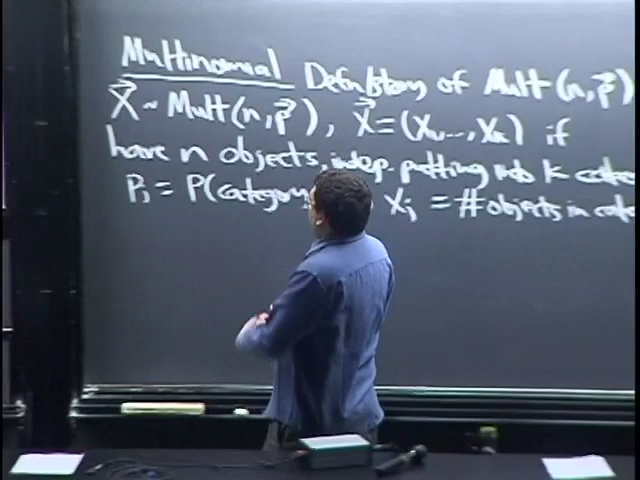 Multinomial Defn/story of Mult(n, p⃗)
X⃗ ~ Mult(n, p⃗), X⃗ = (X₁, ..., Xₖ) if
have n objects, indep. putting into k cate
Pⱼ = P(category Xⱼ = # objects in cate